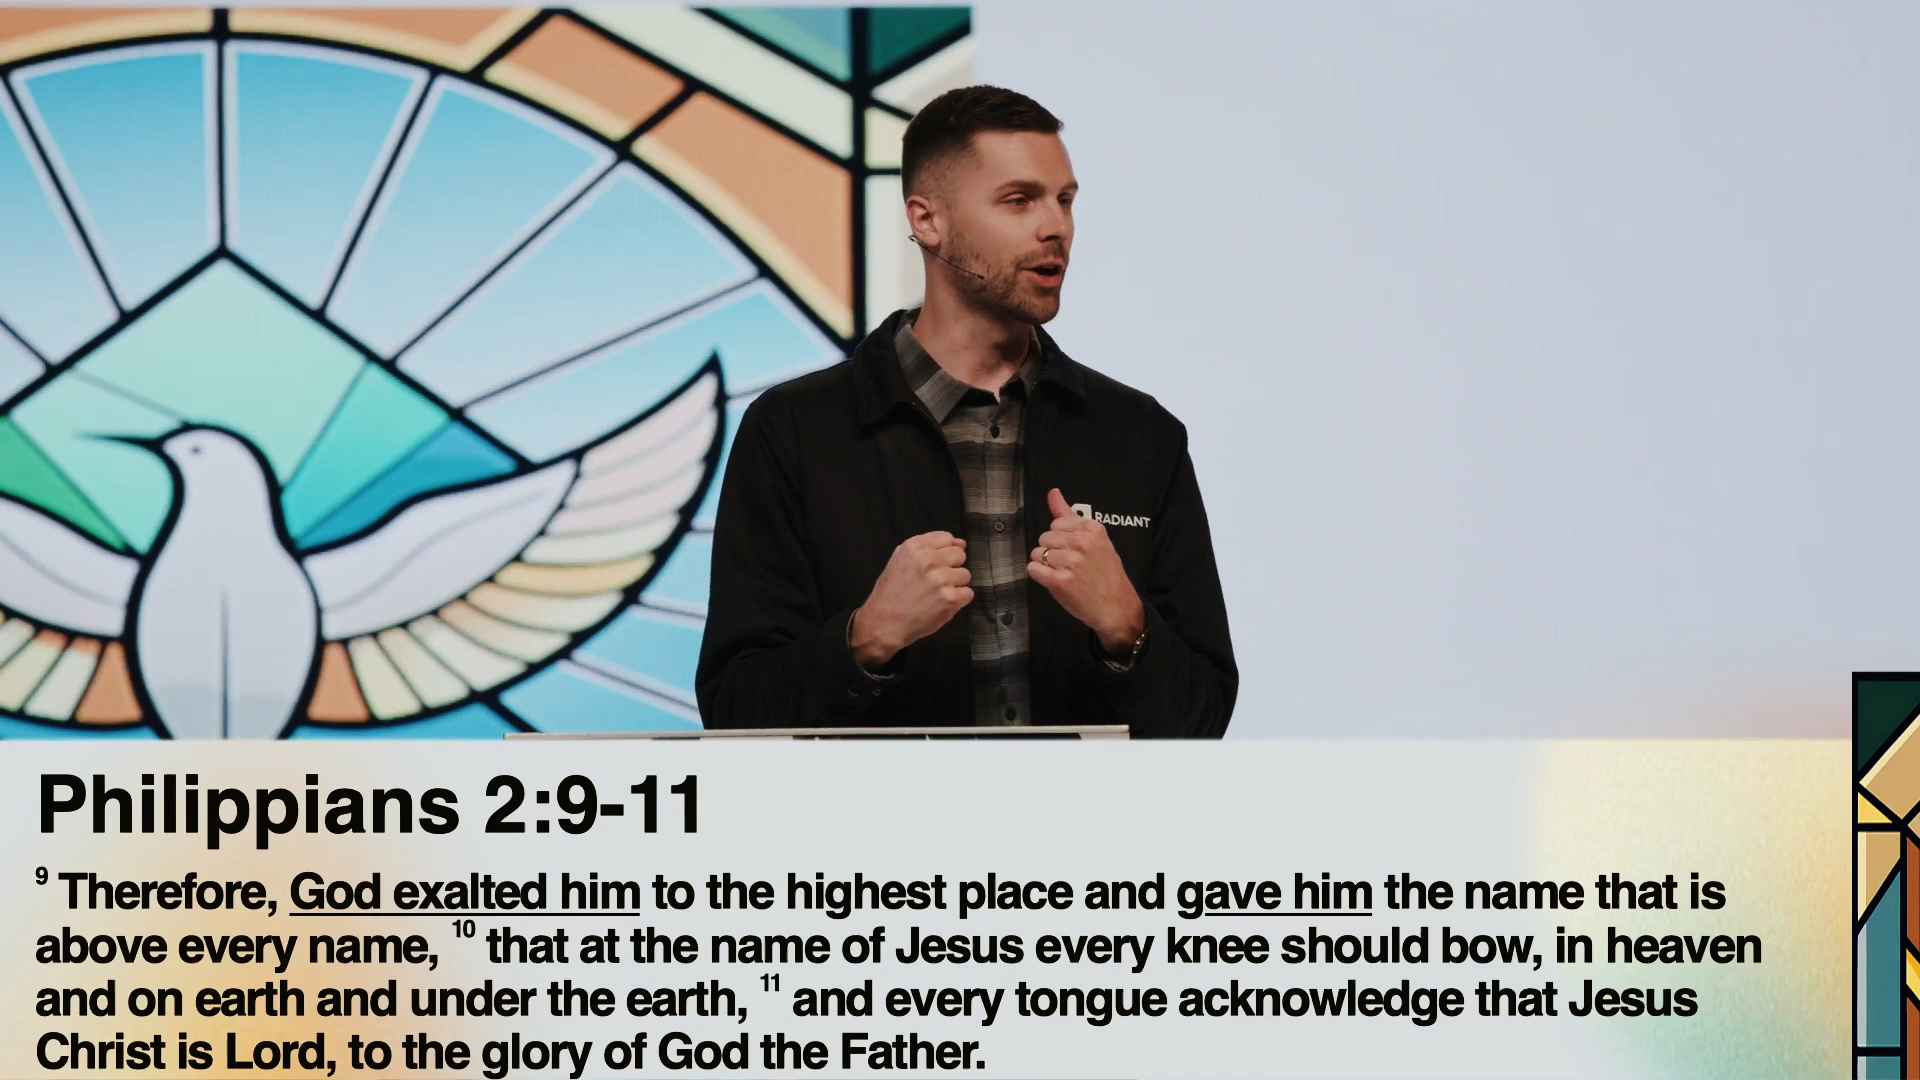 RADIANT
Philippians 2:9-11
9 Therefore, God exalted him to the highest place and gave him the name that is
above every name, 10 that at the name of Jesus every knee should bow, in heaven
and on earth and under the earth, 11 and every tongue acknowledge that Jesus
Christ is Lord, to the glory of God the Father.